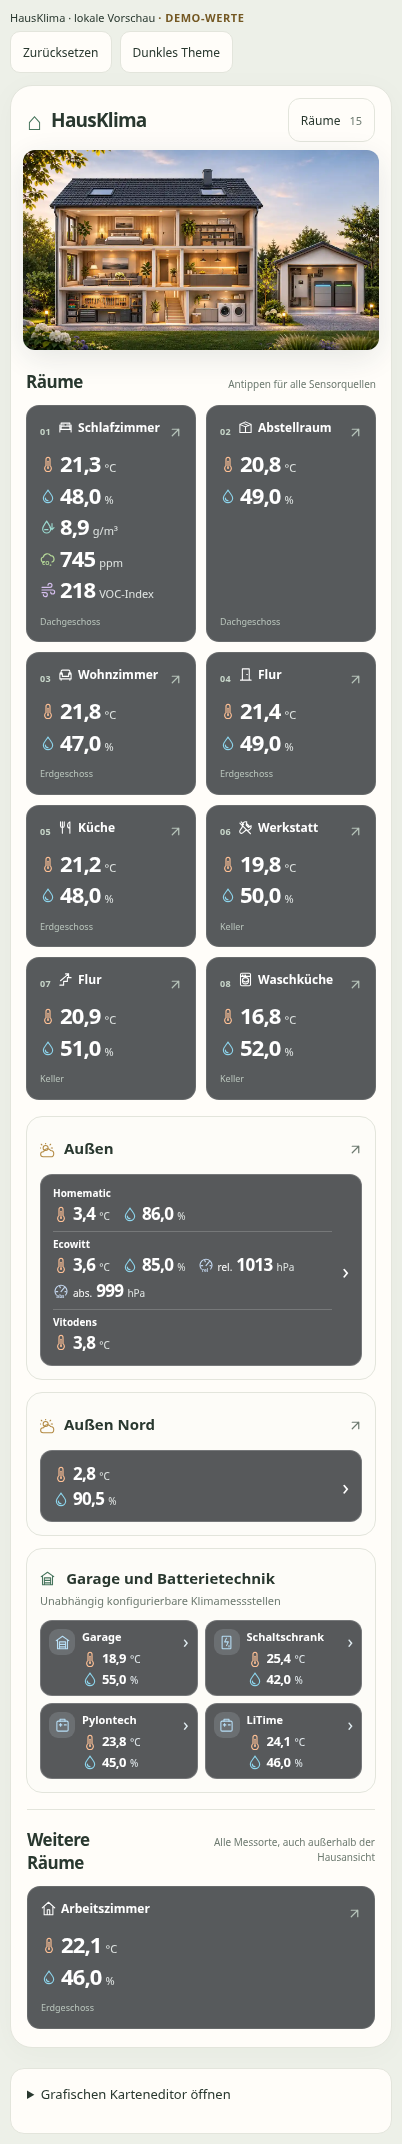 HausKlima · lokale Vorschau · DEMO-WERTE
Zurücksetzen
Dunkles Theme
HausKlima
Räume 15
Räume
Antippen für alle Sensorquellen
01 Schlafzimmer
21,3 °C
48,0 %
8,9 g/m³
745 ppm
218 VOC-Index
Dachgeschoss
02 Abstellraum
20,8 °C
49,0 %
Dachgeschoss
03 Wohnzimmer
21,8 °C
47,0 %
Erdgeschoss
04 Flur
21,4 °C
49,0 %
Erdgeschoss
05 Küche
21,2 °C
48,0 %
Erdgeschoss
06 Werkstatt
19,8 °C
50,0 %
Keller
07 Flur
20,9 °C
51,0 %
Keller
08 Waschküche
16,8 °C
52,0 %
Keller
Außen
Homematic
3,4 °C 86,0 %
Ecowitt
3,6 °C 85,0 % rel. 1013 hPa
abs. 999 hPa
Vitodens
3,8 °C
Außen Nord
2,8 °C
90,5 %
Garage und Batterietechnik
Unabhängig konfigurierbare Klimamessstellen
Garage
18,9 °C
55,0 %
Schaltschrank
25,4 °C
42,0 %
Pylontech
23,8 °C
45,0 %
LiTime
24,1 °C
46,0 %
Weitere
Räume
Alle Messorte, auch außerhalb der
Hausansicht
Arbeitszimmer
22,1 °C
46,0 %
Erdgeschoss
Grafischen Karteneditor öffnen